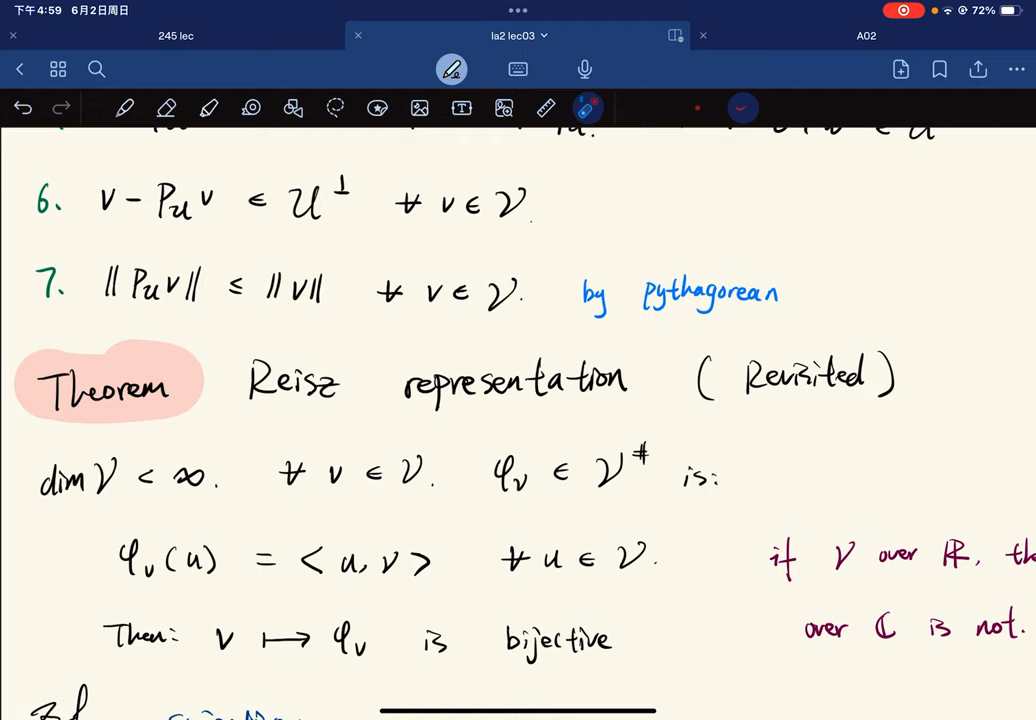 下午4:59 6月2日周日 72%
245 lec la2 lec03 A02
6. v - P_U v ∈ U^⊥ ∀ v ∈ V.
7. ||P_U v|| ≤ ||v|| ∀ v ∈ V. by pythagorean
Theorem Reisz representation (Revisited)
dim V < ∞. ∀ v ∈ V. φ_v ∈ V^# is:
φ_v(u) = <u, v> ∀ u ∈ V. if V over ℝ, th
Then: v ↦ φ_v is bijective over ℂ is not.